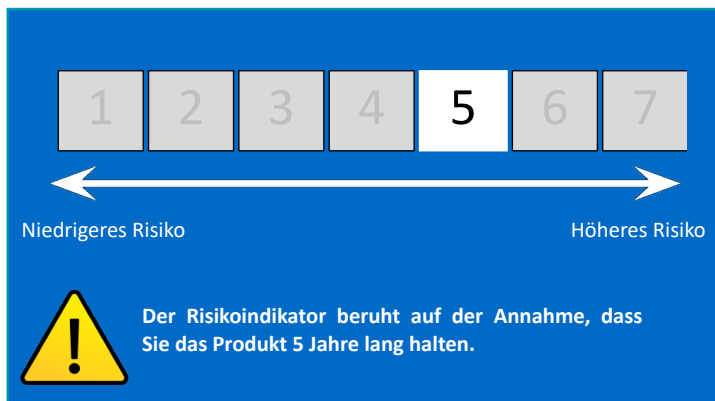 1 2 3 4 5 6 7
Niedrigeres Risiko Höheres Risiko
!
Der Risikoindikator beruht auf der Annahme, dass
Sie das Produkt 5 Jahre lang halten.